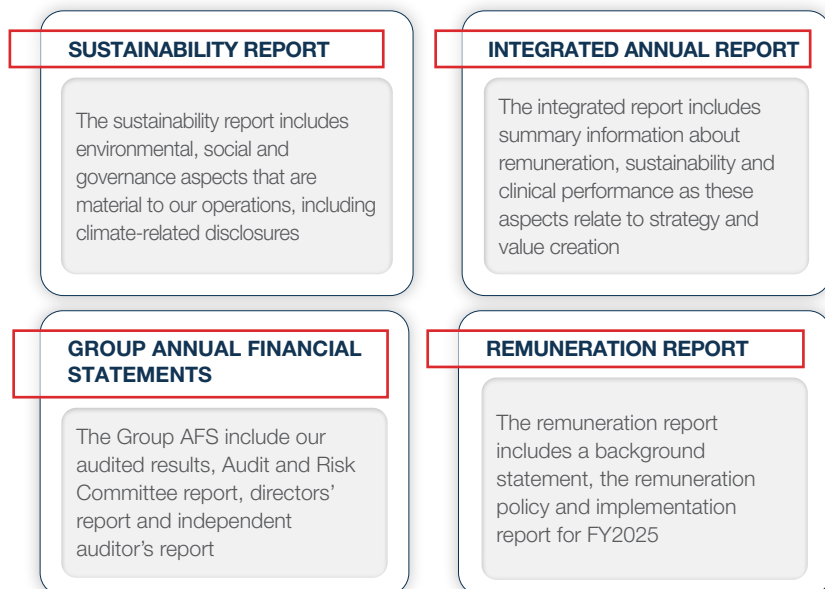 SUSTAINABILITY REPORT
The sustainability report includes
environmental, social and
governance aspects that are
material to our operations, including
climate-related disclosures
INTEGRATED ANNUAL REPORT
The integrated report includes
summary information about
remuneration, sustainability and
clinical performance as these
aspects relate to strategy and
value creation
GROUP ANNUAL FINANCIAL
STATEMENTS
The Group AFS include our
audited results, Audit and Risk
Committee report, directors’
report and independent
auditor’s report
REMUNERATION REPORT
The remuneration report
includes a background
statement, the remuneration
policy and implementation
report for FY2025